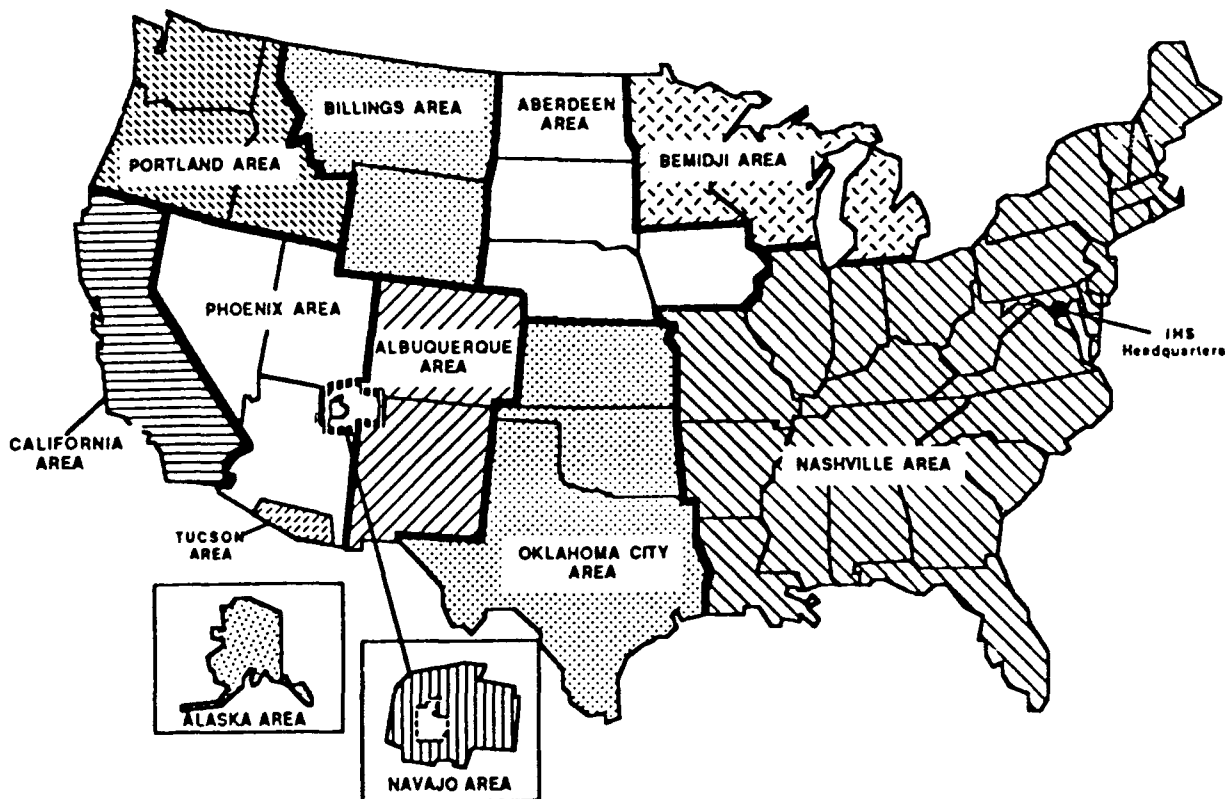 BILLINGS AREA
ABERDEEN
AREA
PORTLAND AREA
BEMIDJI AREA
PHOENIX AREA
ALBUQUERQUE
AREA
IHS
Headquarters
CALIFORNIA
AREA
NASHVILLE AREA
TUCSON
AREA
OKLAHOMA CITY
AREA
ALASKA AREA
NAVAJO AREA